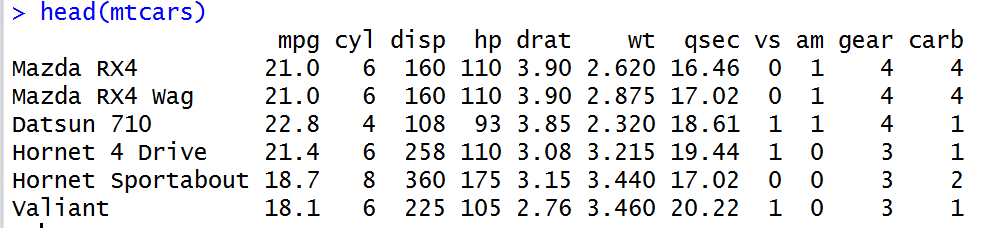 > head(mtcars)
mpg cyl disp hp drat wt qsec vs am gear carb
Mazda RX4 21.0 6 160 110 3.90 2.620 16.46 0 1 4 4
Mazda RX4 Wag 21.0 6 160 110 3.90 2.875 17.02 0 1 4 4
Datsun 710 22.8 4 108 93 3.85 2.320 18.61 1 1 4 1
Hornet 4 Drive 21.4 6 258 110 3.08 3.215 19.44 1 0 3 1
Hornet Sportabout 18.7 8 360 175 3.15 3.440 17.02 0 0 3 2
Valiant 18.1 6 225 105 2.76 3.460 20.22 1 0 3 1